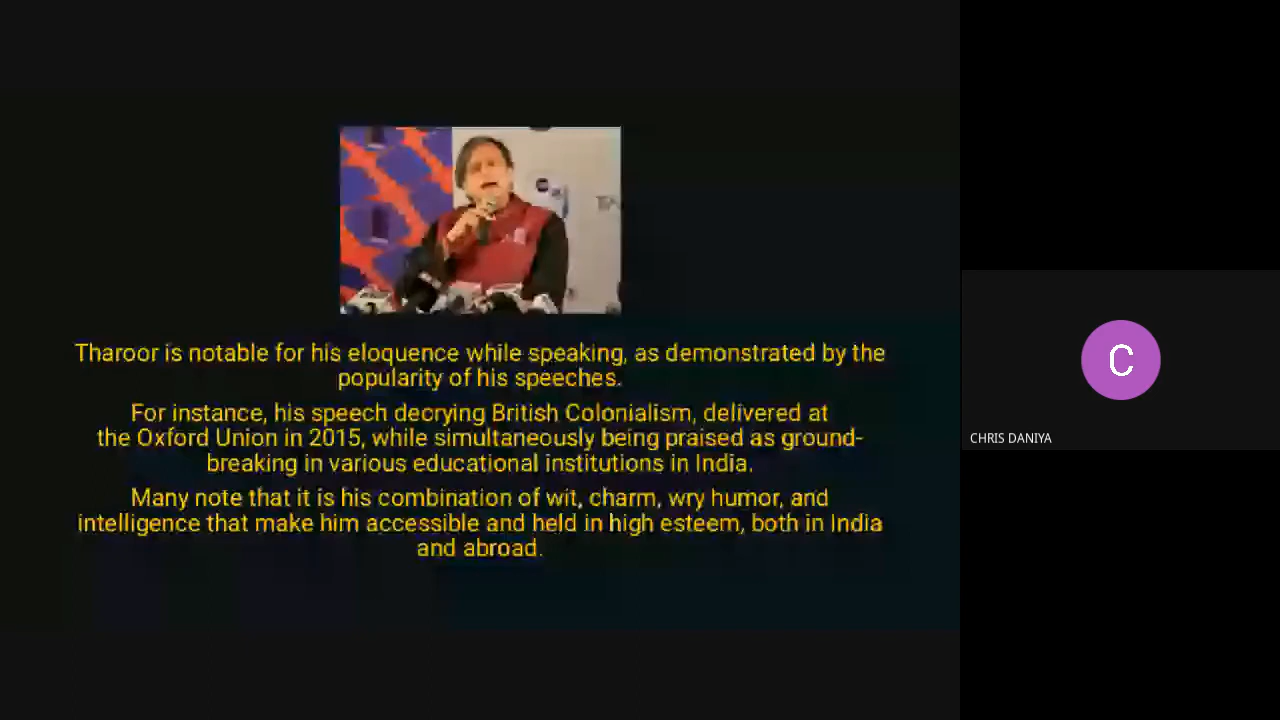 Tharoor is notable for his eloquence while speaking, as demonstrated by the
popularity of his speeches.
For instance, his speech decrying British Colonialism, delivered at
the Oxford Union in 2015, while simultaneously being praised as ground-
breaking in various educational institutions in India.
Many note that it is his combination of wit, charm, wry humor, and
intelligence that make him accessible and held in high esteem, both in India
and abroad.
C
CHRIS DANIYA